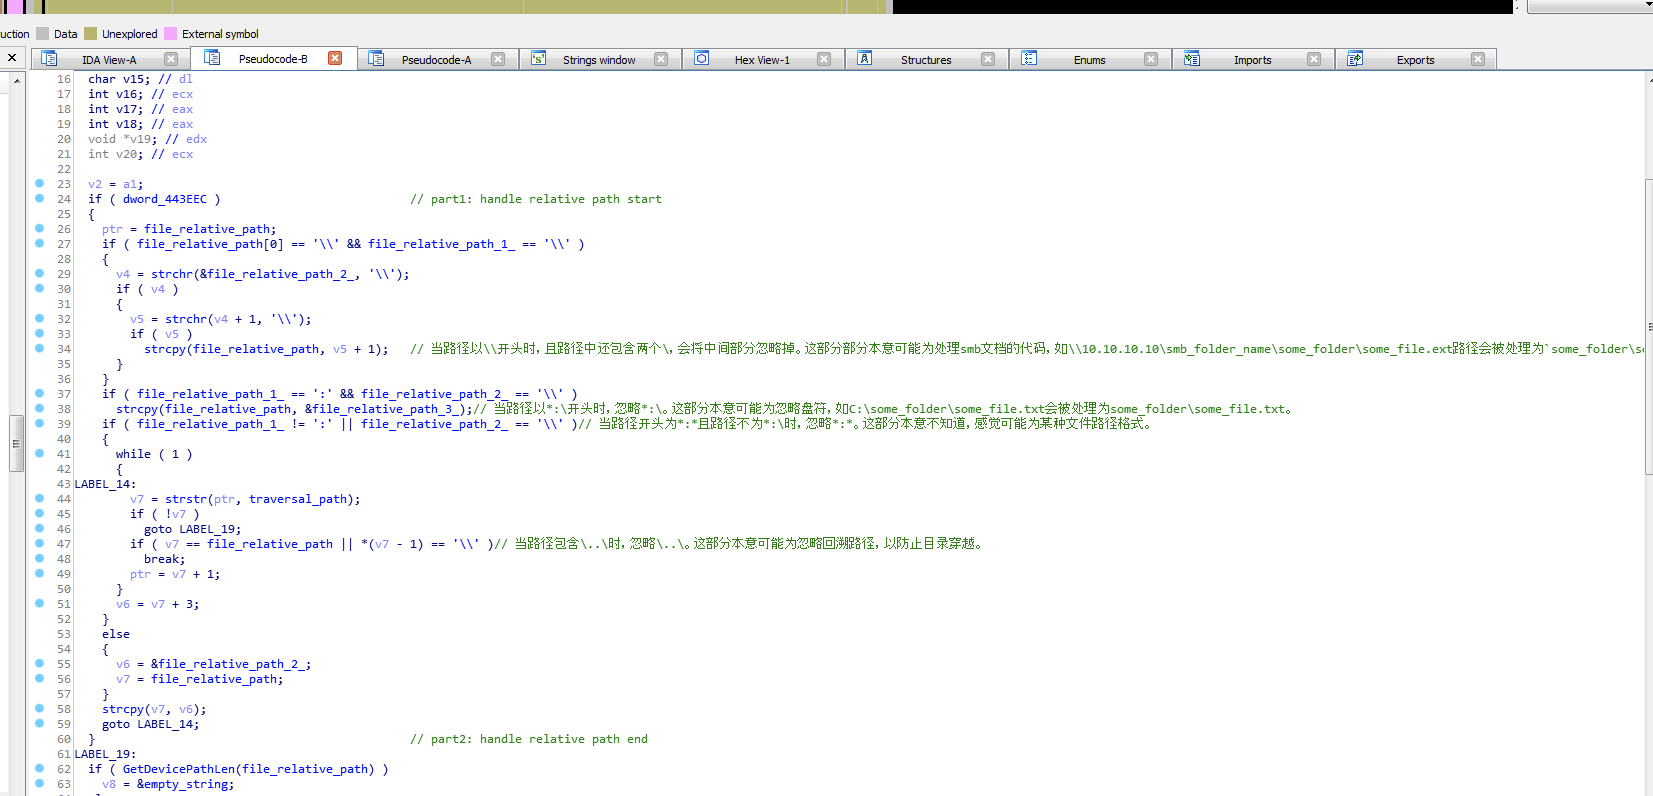 uction Data Unexplored External symbol
IDA View-A Pseudocode-B Pseudocode-A Strings window Hex View-1 Structures Enums Imports Exports
16 char v15; // dl
17 int v16; // ecx
18 int v17; // eax
19 int v18; // eax
20 void *v19; // edx
21 int v20; // ecx
22
23 v2 = a1;
24 if ( dword_443EEC ) // part1: handle relative path start
25 {
26 ptr = file_relative_path;
27 if ( file_relative_path[0] == '\\' && file_relative_path_1_ == '\\' )
28 {
29 v4 = strchr(&file_relative_path_2_, '\\');
30 if ( v4 )
31 {
32 v5 = strchr(v4 + 1, '\\');
33 if ( v5 )
34 strcpy(file_relative_path, v5 + 1); // 当路径以\\开头时，且路径中还包含两个\，会将中间部分忽略掉。这部分部分本意可能为处理smb文档的代码，如\\10.10.10.10\smb_folder_name\some_folder\some_file.ext路径会被处理为`some_folder\so
35 }
36 }
37 if ( file_relative_path_1_ == ':' && file_relative_path_2_ == '\\' )
38 strcpy(file_relative_path, &file_relative_path_3_);// 当路径以*:\开头时，忽略*:\。这部分本意可能为忽略盘符，如C:\some_folder\some_file.txt会被处理为some_folder\some_file.txt。
39 if ( file_relative_path_1_ != ':' || file_relative_path_2_ == '\\' )// 当路径开头为*:*且路径不为*:\时，忽略*:*。这部分本意不知道，感觉可能为某种文件路径格式。
40 {
41 while ( 1 )
42 {
43 LABEL_14:
44 v7 = strstr(ptr, traversal_path);
45 if ( !v7 )
46 goto LABEL_19;
47 if ( v7 == file_relative_path || *(v7 - 1) == '\\' )// 当路径包含\..\时，忽略\..\。这部分本意可能为忽略回溯路径，以防止目录穿越。
48 break;
49 ptr = v7 + 1;
50 }
51 v6 = v7 + 3;
52 }
53 else
54 {
55 v6 = &file_relative_path_2_;
56 v7 = file_relative_path;
57 }
58 strcpy(v7, v6);
59 goto LABEL_14;
60 } // part2: handle relative path end
61 LABEL_19:
62 if ( GetDevicePathLen(file_relative_path) )
63 v8 = &empty_string;